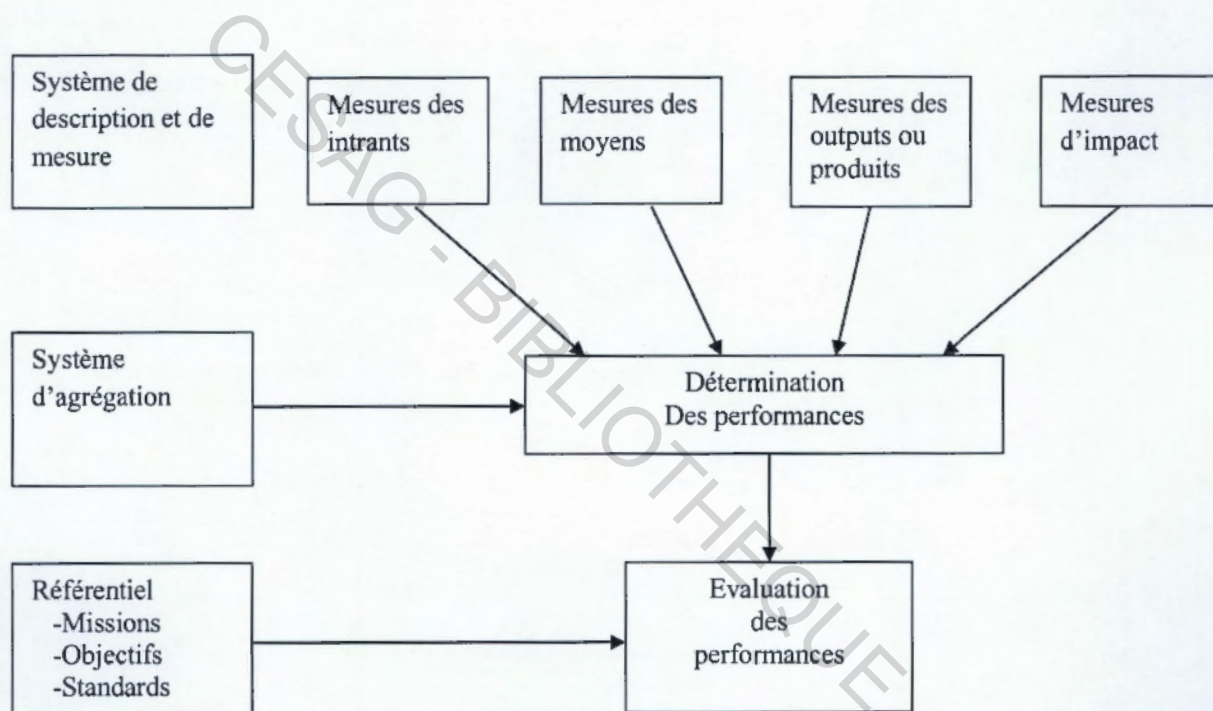 Système de
description et de
mesure
Mesures des
intrants
Mesures des
moyens
Mesures des
outputs ou
produits
Mesures
d’impact
Système
d’agrégation
Détermination
Des performances
Référentiel
-Missions
-Objectifs
-Standards
Evaluation
des
performances
CESAG - BIBLIOTHEQUE